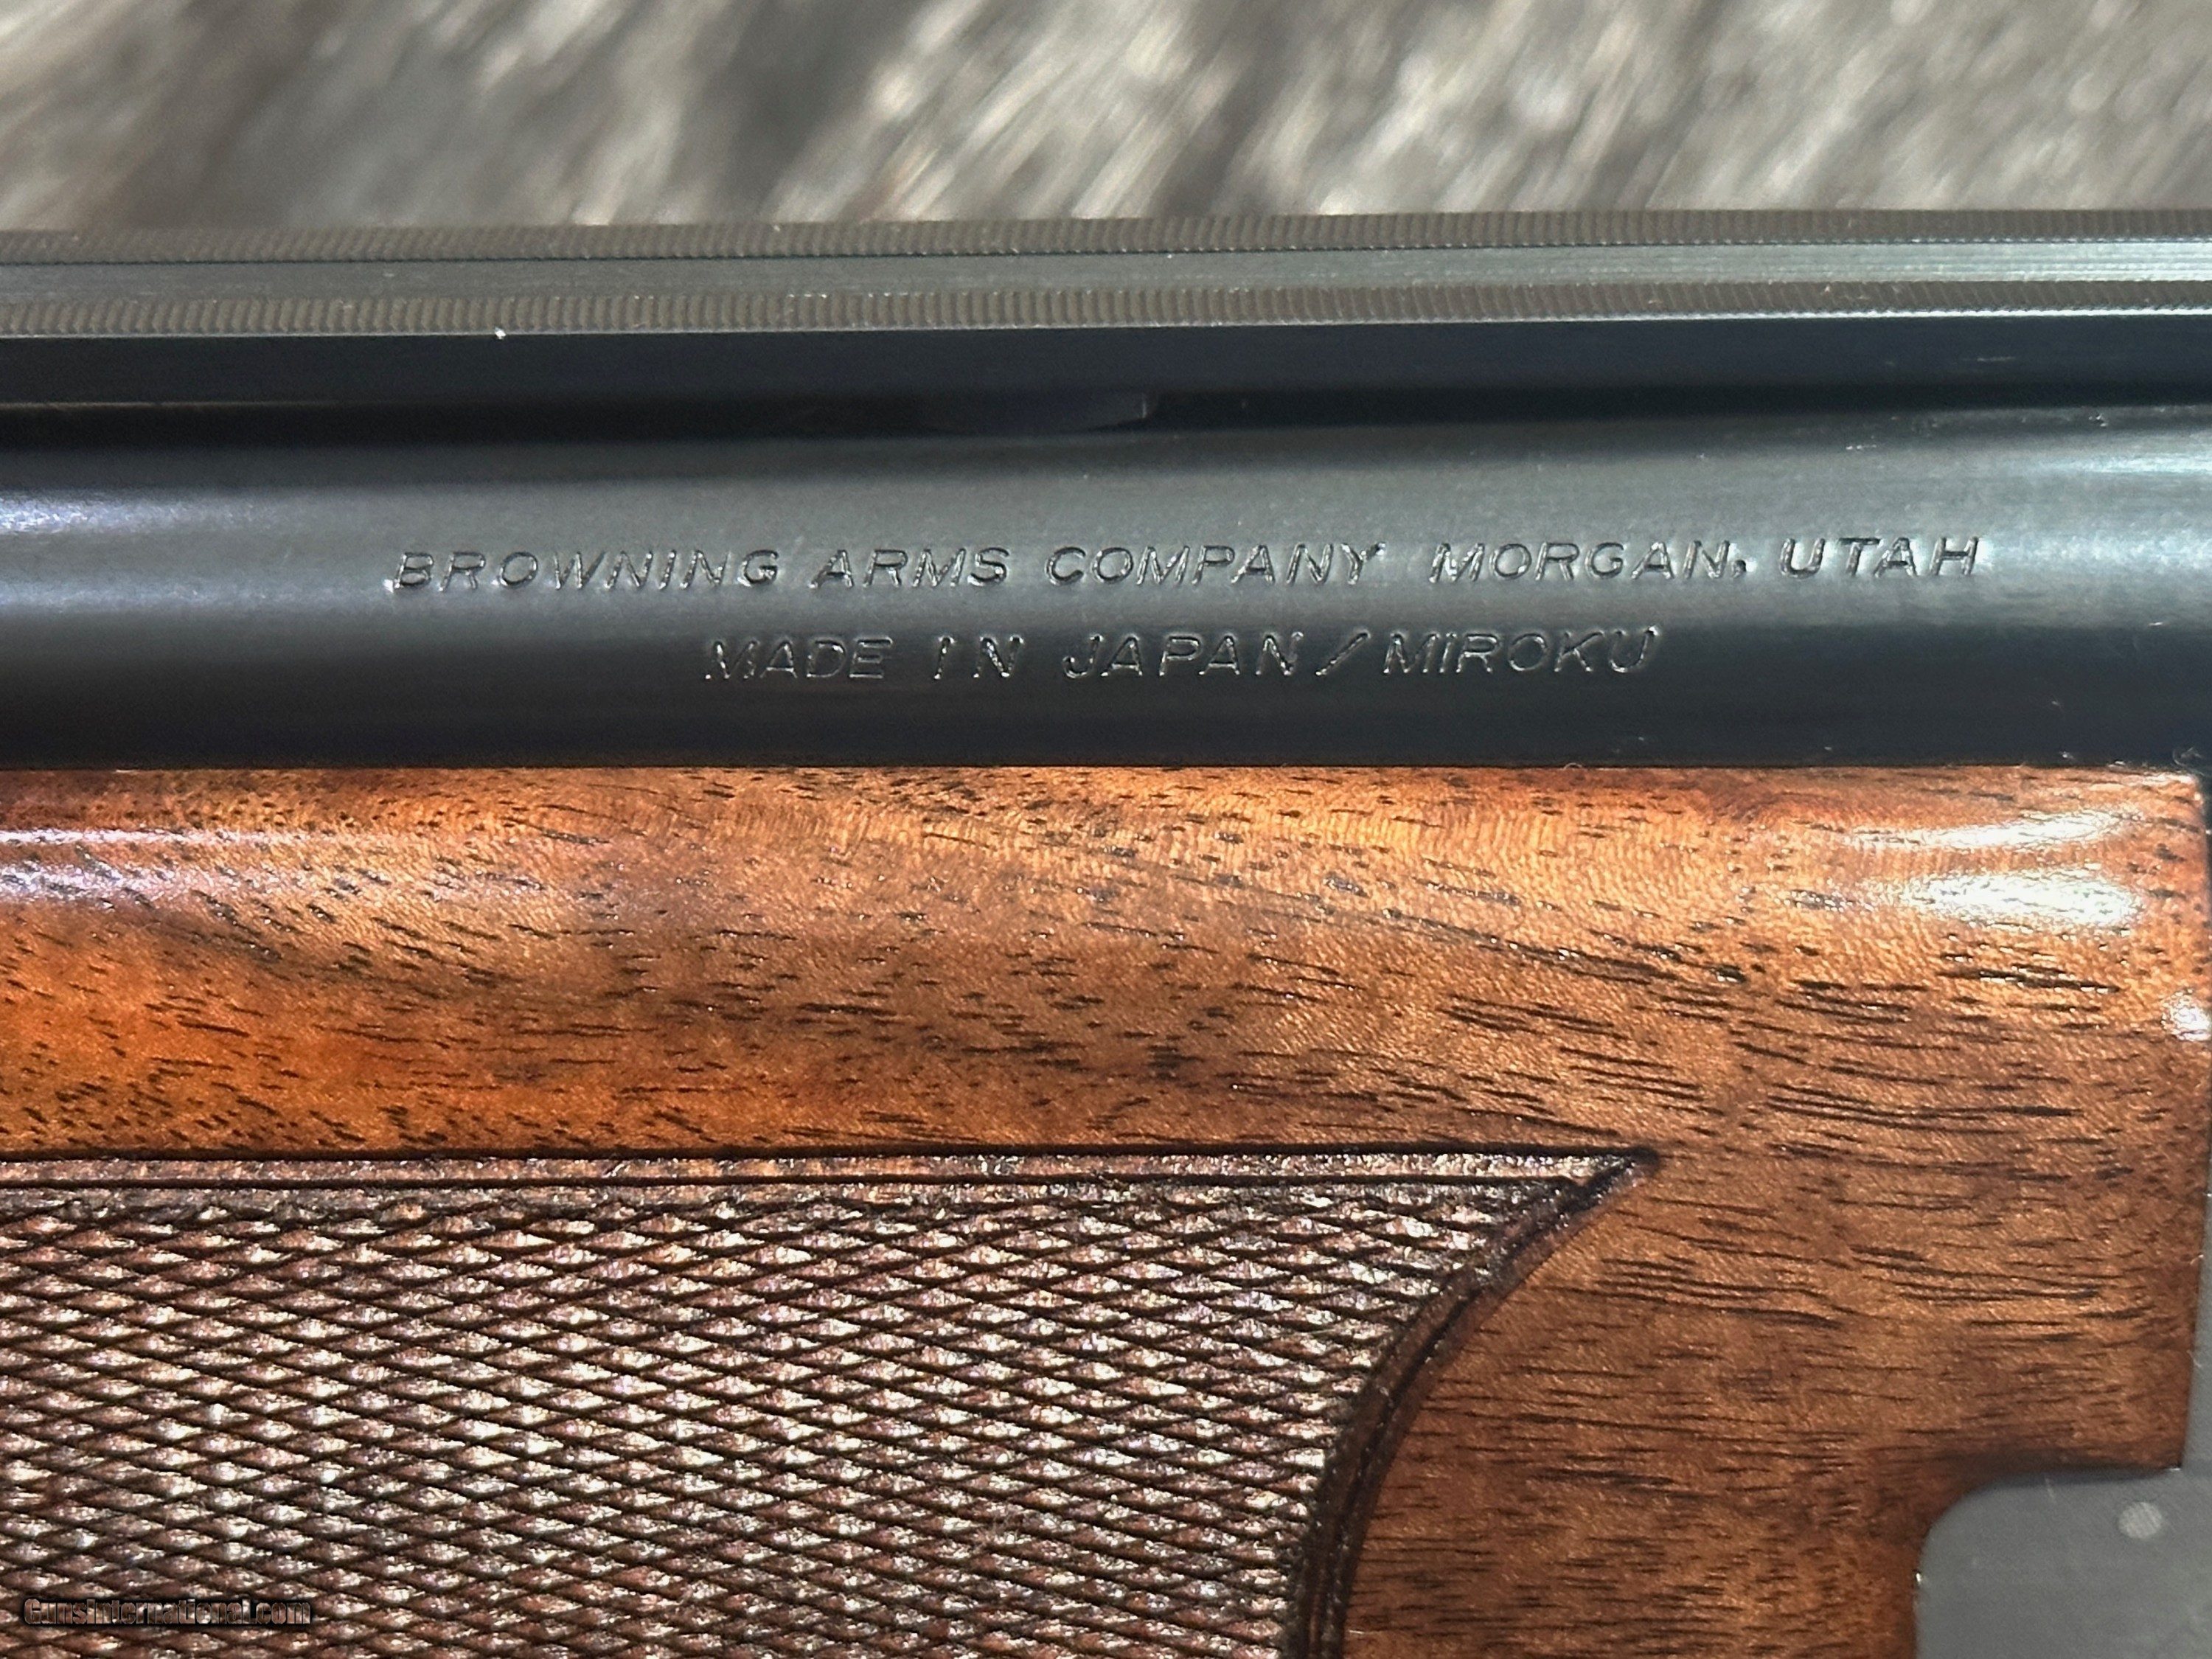 BROWNING ARMS COMPANY MORGAN, UTAH
MADE IN JAPAN/MIROKU
GunsInternational.com